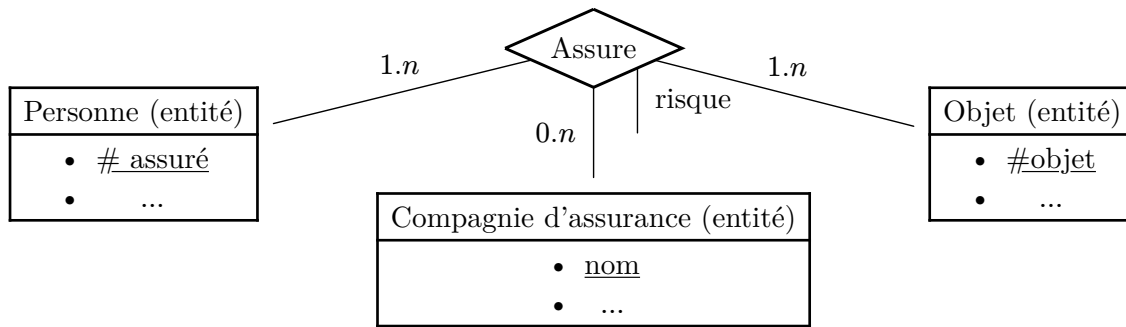 Assure
1.n
1.n
risque
0.n
Personne (entité)
• # assuré
• ...
Compagnie d'assurance (entité)
• nom
• ...
Objet (entité)
• #objet
• ...